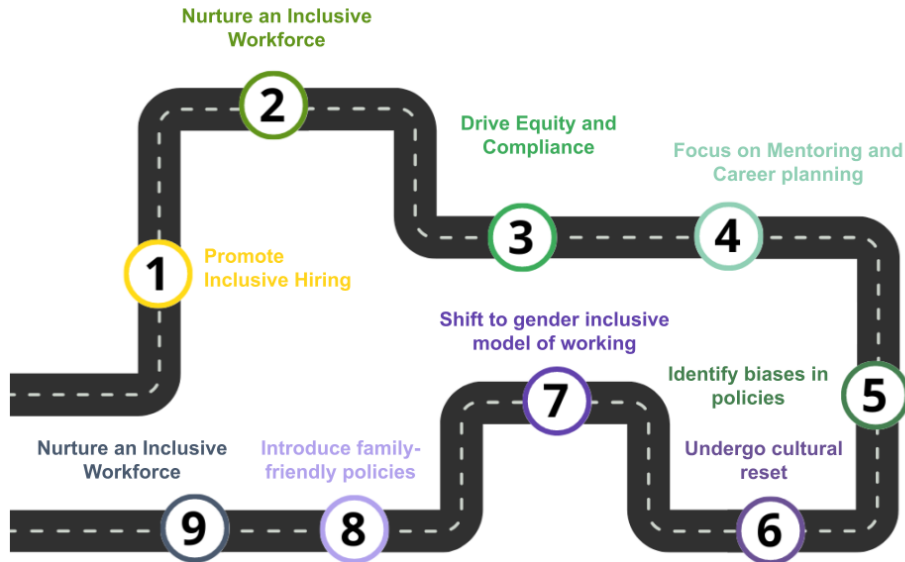 Nurture an Inclusive
Workforce
2
Drive Equity and
Compliance
3
Focus on Mentoring and
Career planning
4
1
Promote
Inclusive Hiring
Shift to gender inclusive
model of working
7
Identify biases in
policies
5
Nurture an Inclusive
Workforce
9
Introduce family-
friendly policies
8
Undergo cultural
reset
6